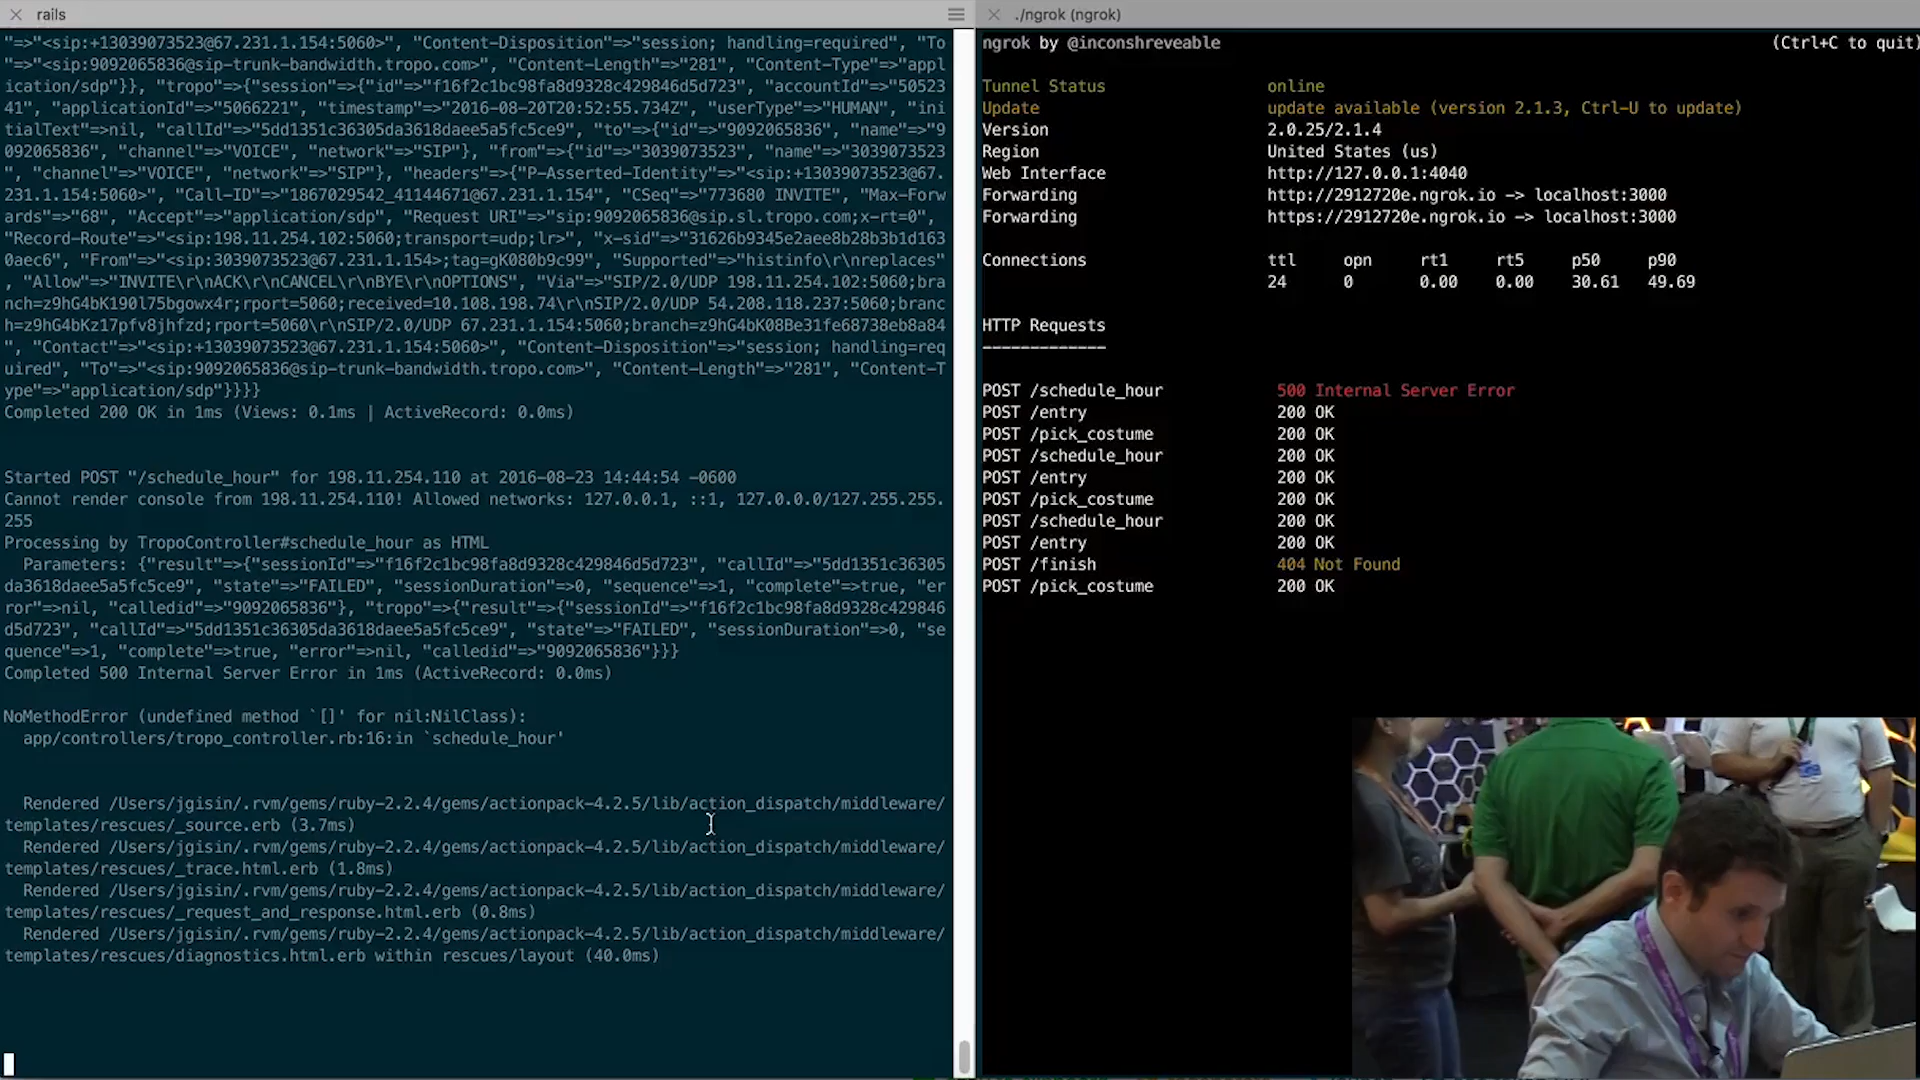 rails
"=>"<sip:+13039073523@67.231.1.154:5060>", "Content-Disposition"=>"session; handling=required", "To
"=>"<sip:9092065836@sip-trunk-bandwidth.tropo.com>", "Content-Length"=>"281", "Content-Type"=>"appl
ication/sdp"}}, "tropo"=>{"session"=>{"id"=>"f16f2c1bc98fa8d9328c429846d5d723", "accountId"=>"50523
41", "applicationId"=>"5066221", "timestamp"=>"2016-08-20T20:52:55.734Z", "userType"=>"HUMAN", "ini
tialText"=>nil, "callId"=>"5dd1351c36305da3618daee5a5fc5ce9", "to"=>{"id"=>"9092065836", "name"=>"9
092065836", "channel"=>"VOICE", "network"=>"SIP"}, "from"=>{"id"=>"3039073523", "name"=>"3039073523
", "channel"=>"VOICE", "network"=>"SIP"}, "headers"=>{"P-Asserted-Identity"=>"<sip:+13039073523@67.
231.1.154:5060>", "Call-ID"=>"1867029542_41144671@67.231.1.154", "CSeq"=>"773680 INVITE", "Max-Forw
ards"=>"68", "Accept"=>"application/sdp", "Request URI"=>"sip:9092065836@sip.sl.tropo.com;x-rt=0", 
"Record-Route"=>"<sip:198.11.254.102:5060;transport=udp;lr>", "x-sid"=>"31626b9345e2aee8b28b3b1d163
0aec6", "From"=>"<sip:3039073523@67.231.1.154>;tag=gK080b9c99", "Supported"=>"histinfo\r\nreplaces"
, "Allow"=>"INVITE\r\nACK\r\nCANCEL\r\nBYE\r\nOPTIONS", "Via"=>"SIP/2.0/UDP 198.11.254.102:5060;bra
nch=z9hG4bK190l75bgowx4r;rport=5060;received=10.108.198.74\r\nSIP/2.0/UDP 54.208.118.237:5060;branc
h=z9hG4bKz17pfv8jhfzd;rport=5060\r\nSIP/2.0/UDP 67.231.1.154:5060;branch=z9hG4bK08Be31fe68738eb8a84
", "Contact"=>"<sip:+13039073523@67.231.1.154:5060>", "Content-Disposition"=>"session; handling=req
uired", "To"=>"<sip:9092065836@sip-trunk-bandwidth.tropo.com>", "Content-Length"=>"281", "Content-T
ype"=>"application/sdp"}}}}
Completed 200 OK in 1ms (Views: 0.1ms | ActiveRecord: 0.0ms)
Started POST "/schedule_hour" for 198.11.254.110 at 2016-08-23 14:44:54 -0600
Cannot render console from 198.11.254.110! Allowed networks: 127.0.0.1, ::1, 127.0.0.0/127.255.255.
255
Processing by TropoController#schedule_hour as HTML
Parameters: {"result"=>{"sessionId"=>"f16f2c1bc98fa8d9328c429846d5d723", "callId"=>"5dd1351c36305
da3618daee5a5fc5ce9", "state"=>"FAILED", "sessionDuration"=>0, "sequence"=>1, "complete"=>true, "er
ror"=>nil, "calledid"=>"9092065836"}, "tropo"=>{"result"=>{"sessionId"=>"f16f2c1bc98fa8d9328c429846
d5d723", "callId"=>"5dd1351c36305da3618daee5a5fc5ce9", "state"=>"FAILED", "sessionDuration"=>0, "se
quence"=>1, "complete"=>true, "error"=>nil, "calledid"=>"9092065836"}}}
Completed 500 Internal Server Error in 1ms (ActiveRecord: 0.0ms)
NoMethodError (undefined method `[]' for nil:NilClass):
app/controllers/tropo_controller.rb:16:in `schedule_hour'
Rendered /Users/jgisin/.rvm/gems/ruby-2.2.4/gems/actionpack-4.2.5/lib/action_dispatch/middleware/
templates/rescues/_source.erb (3.7ms)
Rendered /Users/jgisin/.rvm/gems/ruby-2.2.4/gems/actionpack-4.2.5/lib/action_dispatch/middleware/
templates/rescues/_trace.html.erb (1.8ms)
Rendered /Users/jgisin/.rvm/gems/ruby-2.2.4/gems/actionpack-4.2.5/lib/action_dispatch/middleware/
templates/rescues/_request_and_response.html.erb (0.8ms)
Rendered /Users/jgisin/.rvm/gems/ruby-2.2.4/gems/actionpack-4.2.5/lib/action_dispatch/middleware/
templates/rescues/diagnostics.html.erb within rescues/layout (40.0ms)
./ngrok (ngrok)
ngrok by @inconshreveable (Ctrl+C to quit)
Tunnel Status online
Update update available (version 2.1.3, Ctrl-U to update)
Version 2.0.25/2.1.4
Region United States (us)
Web Interface http://127.0.0.1:4040
Forwarding http://2912720e.ngrok.io -> localhost:3000
Forwarding https://2912720e.ngrok.io -> localhost:3000
Connections ttl opn rt1 rt5 p50 p90
24 0 0.00 0.00 30.61 49.69
HTTP Requests
-------------
POST /schedule_hour 500 Internal Server Error
POST /entry 200 OK
POST /pick_costume 200 OK
POST /schedule_hour 200 OK
POST /entry 200 OK
POST /pick_costume 200 OK
POST /schedule_hour 200 OK
POST /entry 200 OK
POST /finish 404 Not Found
POST /pick_costume 200 OK